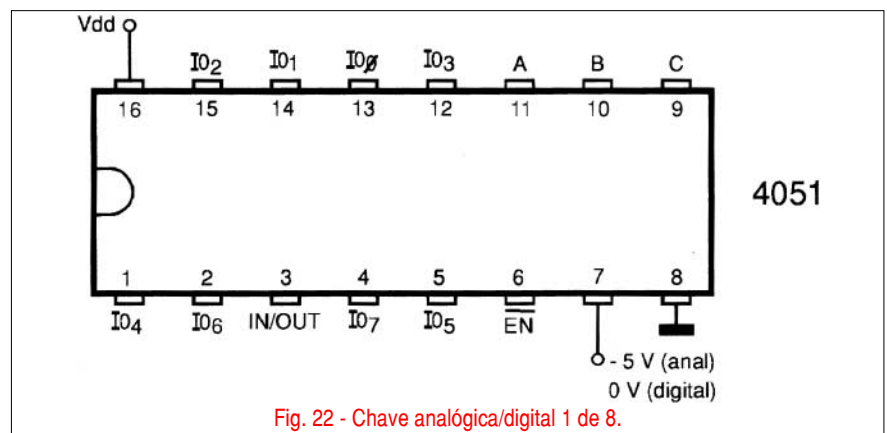 Vdd
IO2 IO1 IO0 IO3 A B C
16 15 14 13 12 11 10 9
4051
1 2 3 4 5 6 7 8
IO4 IO6 IN/OUT IO7 IO5 EN
- 5 V (anal)
0 V (digital)
Fig. 22 - Chave analógica/digital 1 de 8.